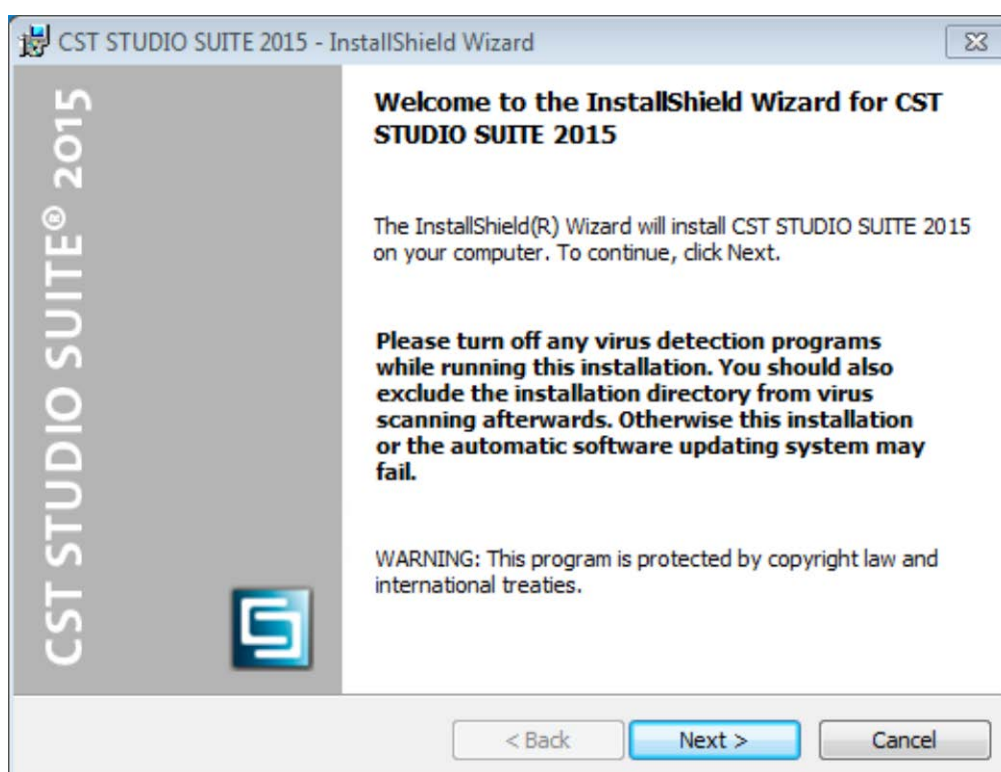 CST STUDIO SUITE 2015 - InstallShield Wizard
CST STUDIO SUITE® 2015
Welcome to the InstallShield Wizard for CST
STUDIO SUITE 2015
The InstallShield(R) Wizard will install CST STUDIO SUITE 2015
on your computer. To continue, click Next.
Please turn off any virus detection programs
while running this installation. You should also
exclude the installation directory from virus
scanning afterwards. Otherwise this installation
or the automatic software updating system may
fail.
WARNING: This program is protected by copyright law and
international treaties.
< Back
Next >
Cancel